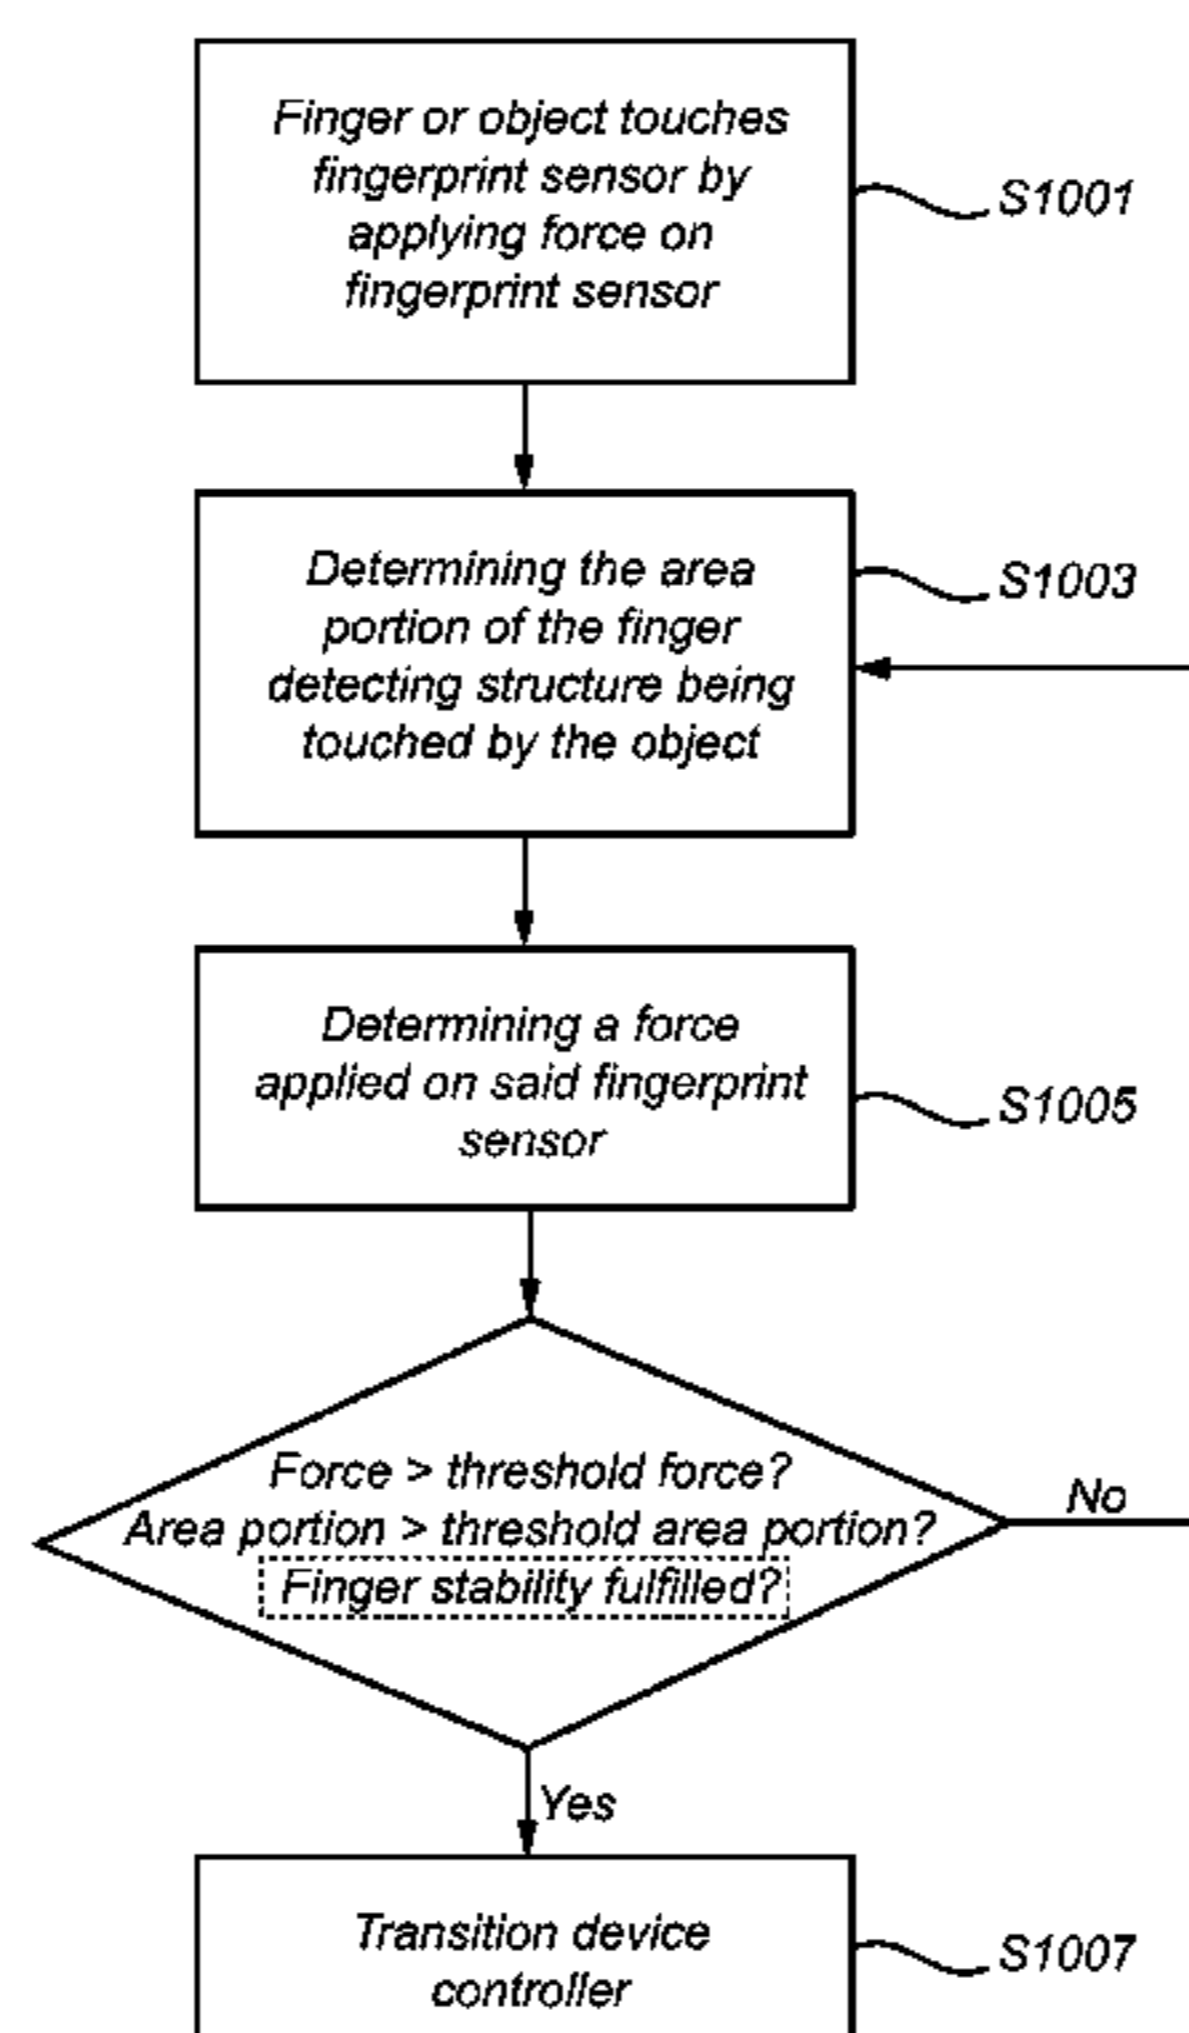 Finger or object touches
fingerprint sensor by
applying force on
fingerprint sensor
S1001
Determining the area
portion of the finger
detecting structure being
touched by the object
S1003
Determining a force
applied on said fingerprint
sensor
S1005
Force > threshold force?
Area portion > threshold area portion?
Finger stability fulfilled?
No
Yes
Transition device
controller
S1007